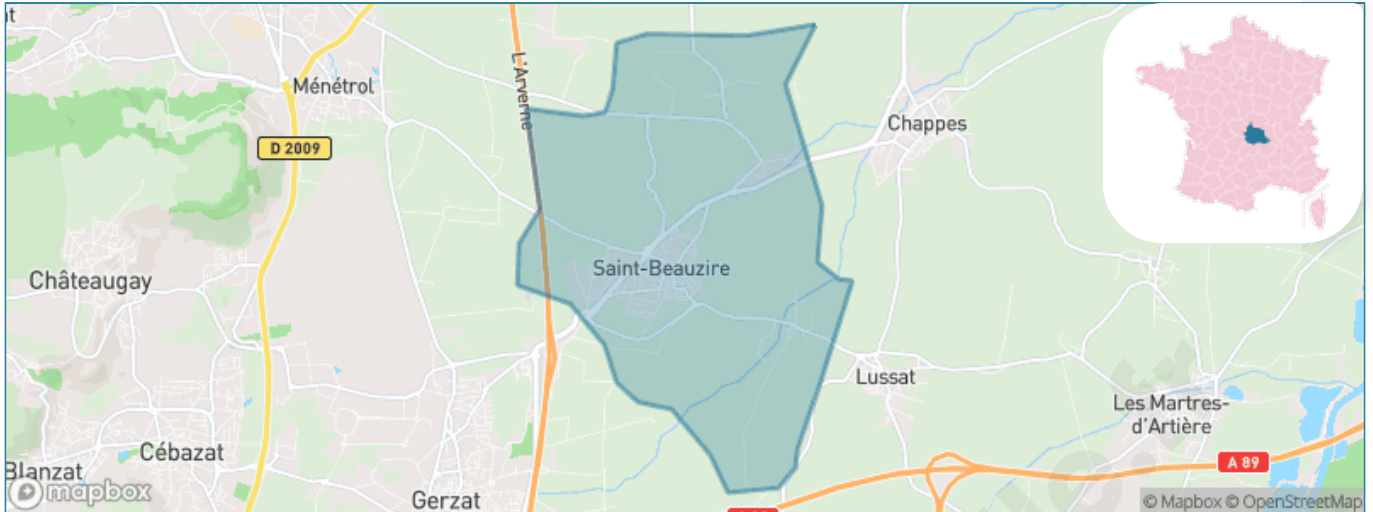 Ménétrol
L'Arverne
Chappes
D 2009
Saint-Beauzire
Châteaugay
Lussat
Les Martres-
d'Artière
Cébazat
Blanzat
A 89
Gerzat
mapbox
© Mapbox © OpenStreetMap